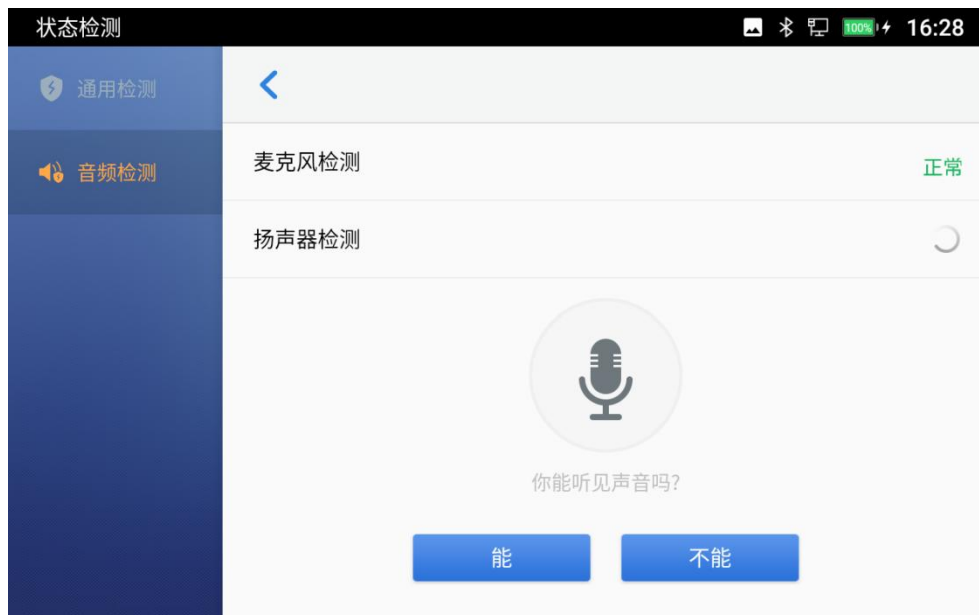 状态检测
100%
16:28
通用检测
音频检测
麦克风检测
正常
扬声器检测
你能听见声音吗?
能
不能